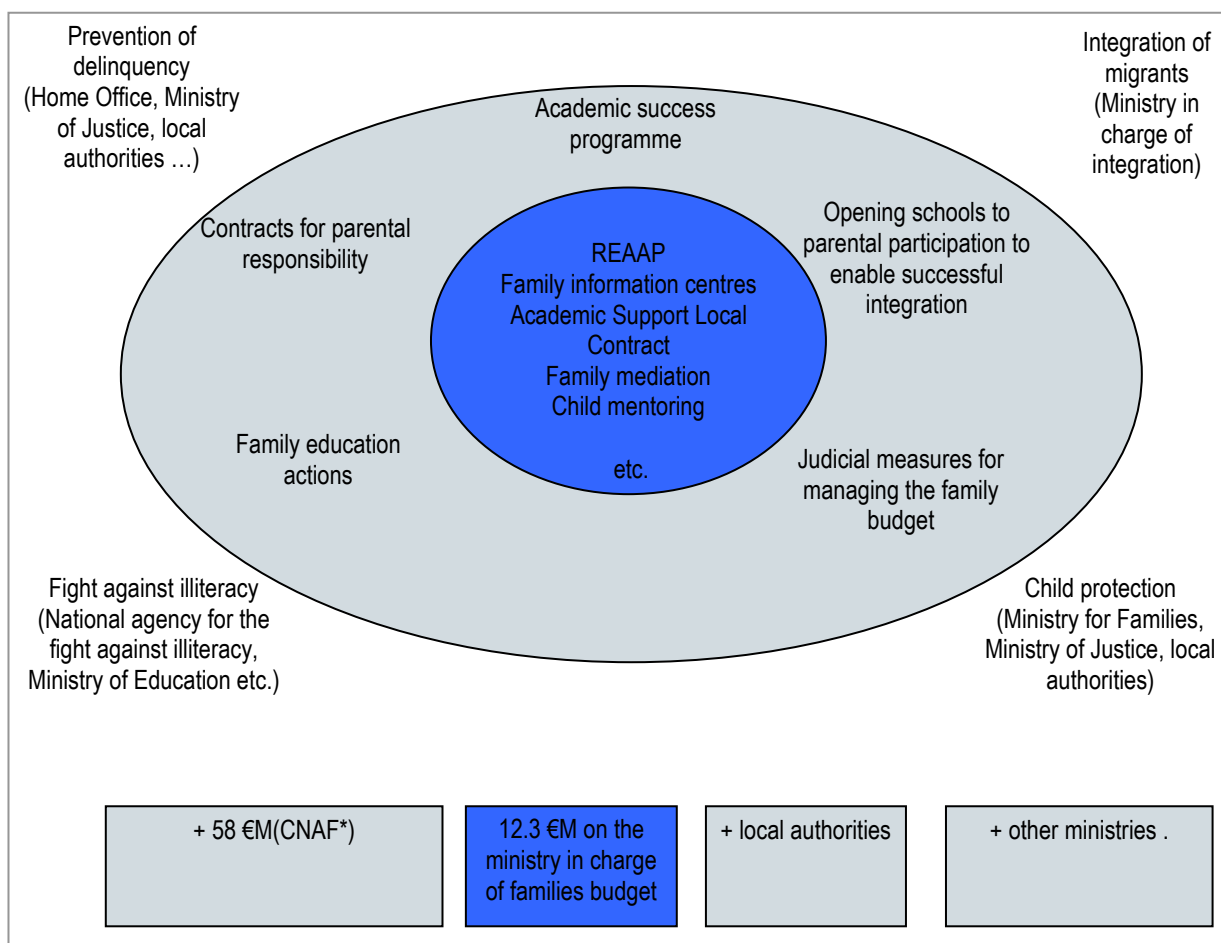 Prevention of
delinquency
(Home Office, Ministry
of Justice, local
authorities …)
Integration of
migrants
(Ministry in
charge of
integration)
Academic success
programme
Contracts for parental
responsibility
Opening schools to
parental participation to
enable successful
integration
REAAP
Family information centres
Academic Support Local
Contract
Family mediation
Child mentoring
etc.
Family education
actions
Judicial measures for
managing the family
budget
Fight against illiteracy
(National agency for the
fight against illiteracy,
Ministry of Education etc.)
Child protection
(Ministry for Families,
Ministry of Justice, local
authorities)
+ 58 €M(CNAF*)
12.3 €M on the
ministry in charge
of families budget
+ local authorities
+ other ministries .